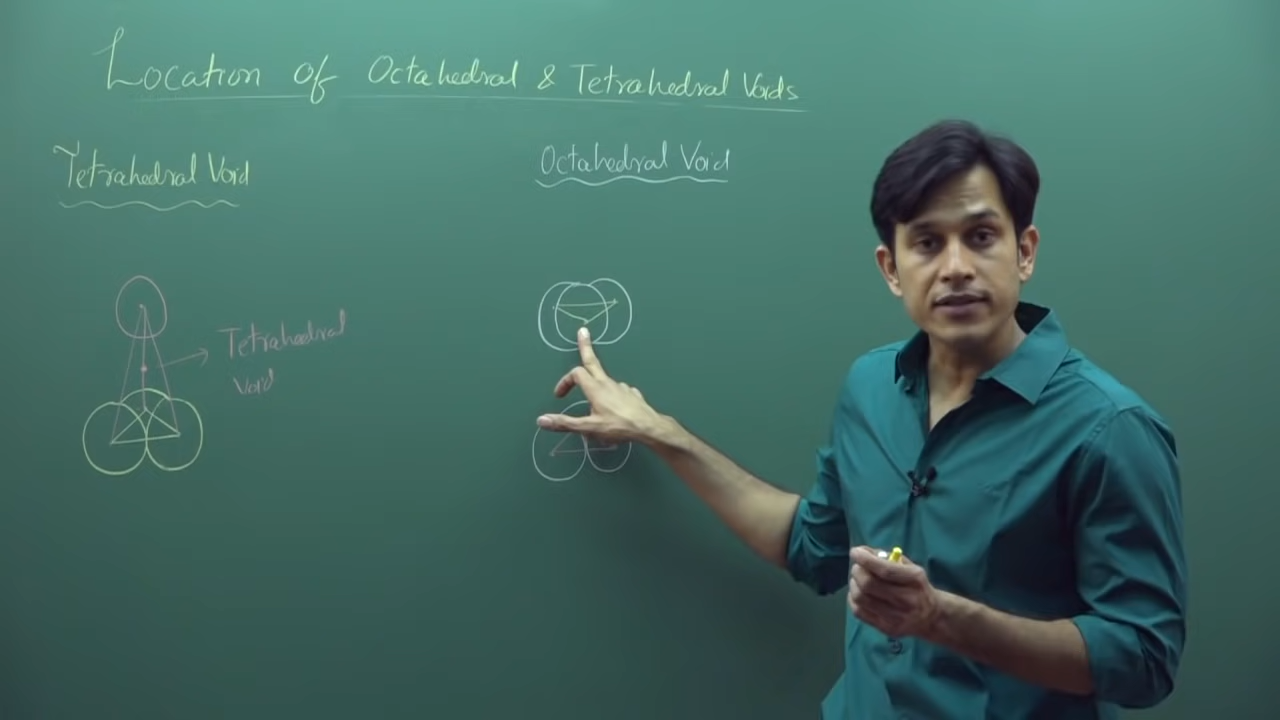 Location of Octahedral & Tetrahedral Voids
Tetrahedral Void
Octahedral Void
Tetrahedral
Void